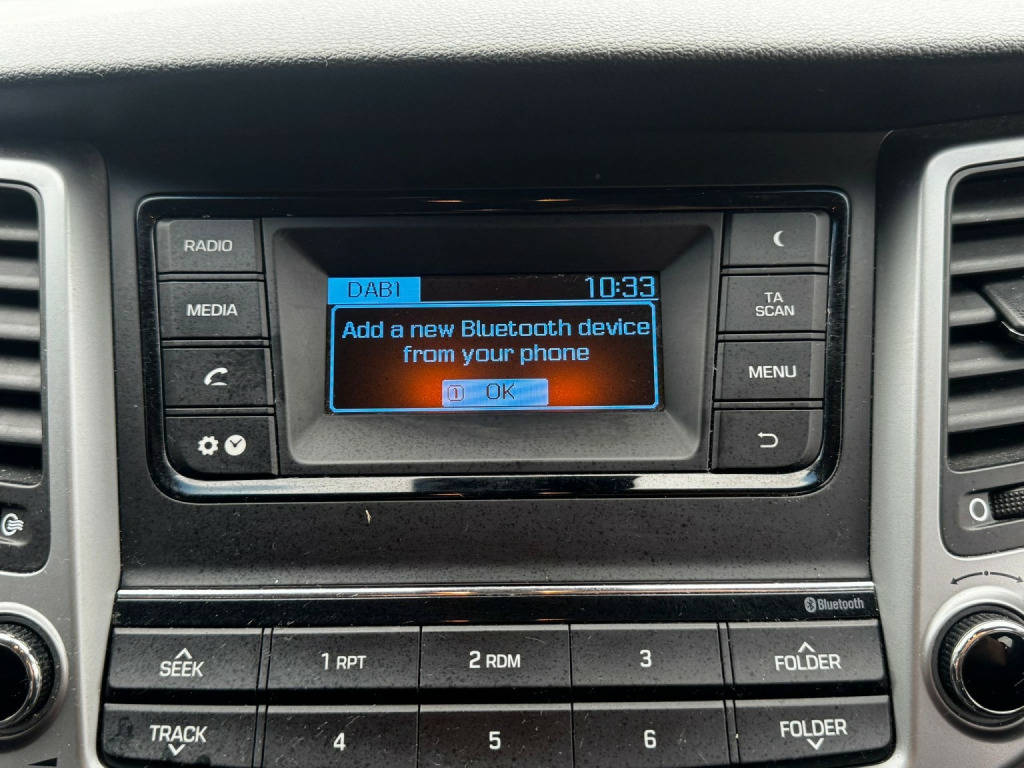 RADIO
MEDIA
DAB1
10:33
Add a new Bluetooth device
from your phone
1 OK
TA
SCAN
MENU
Bluetooth
SEEK
1 RPT
2 RDM
3
FOLDER
TRACK
4
5
6
FOLDER